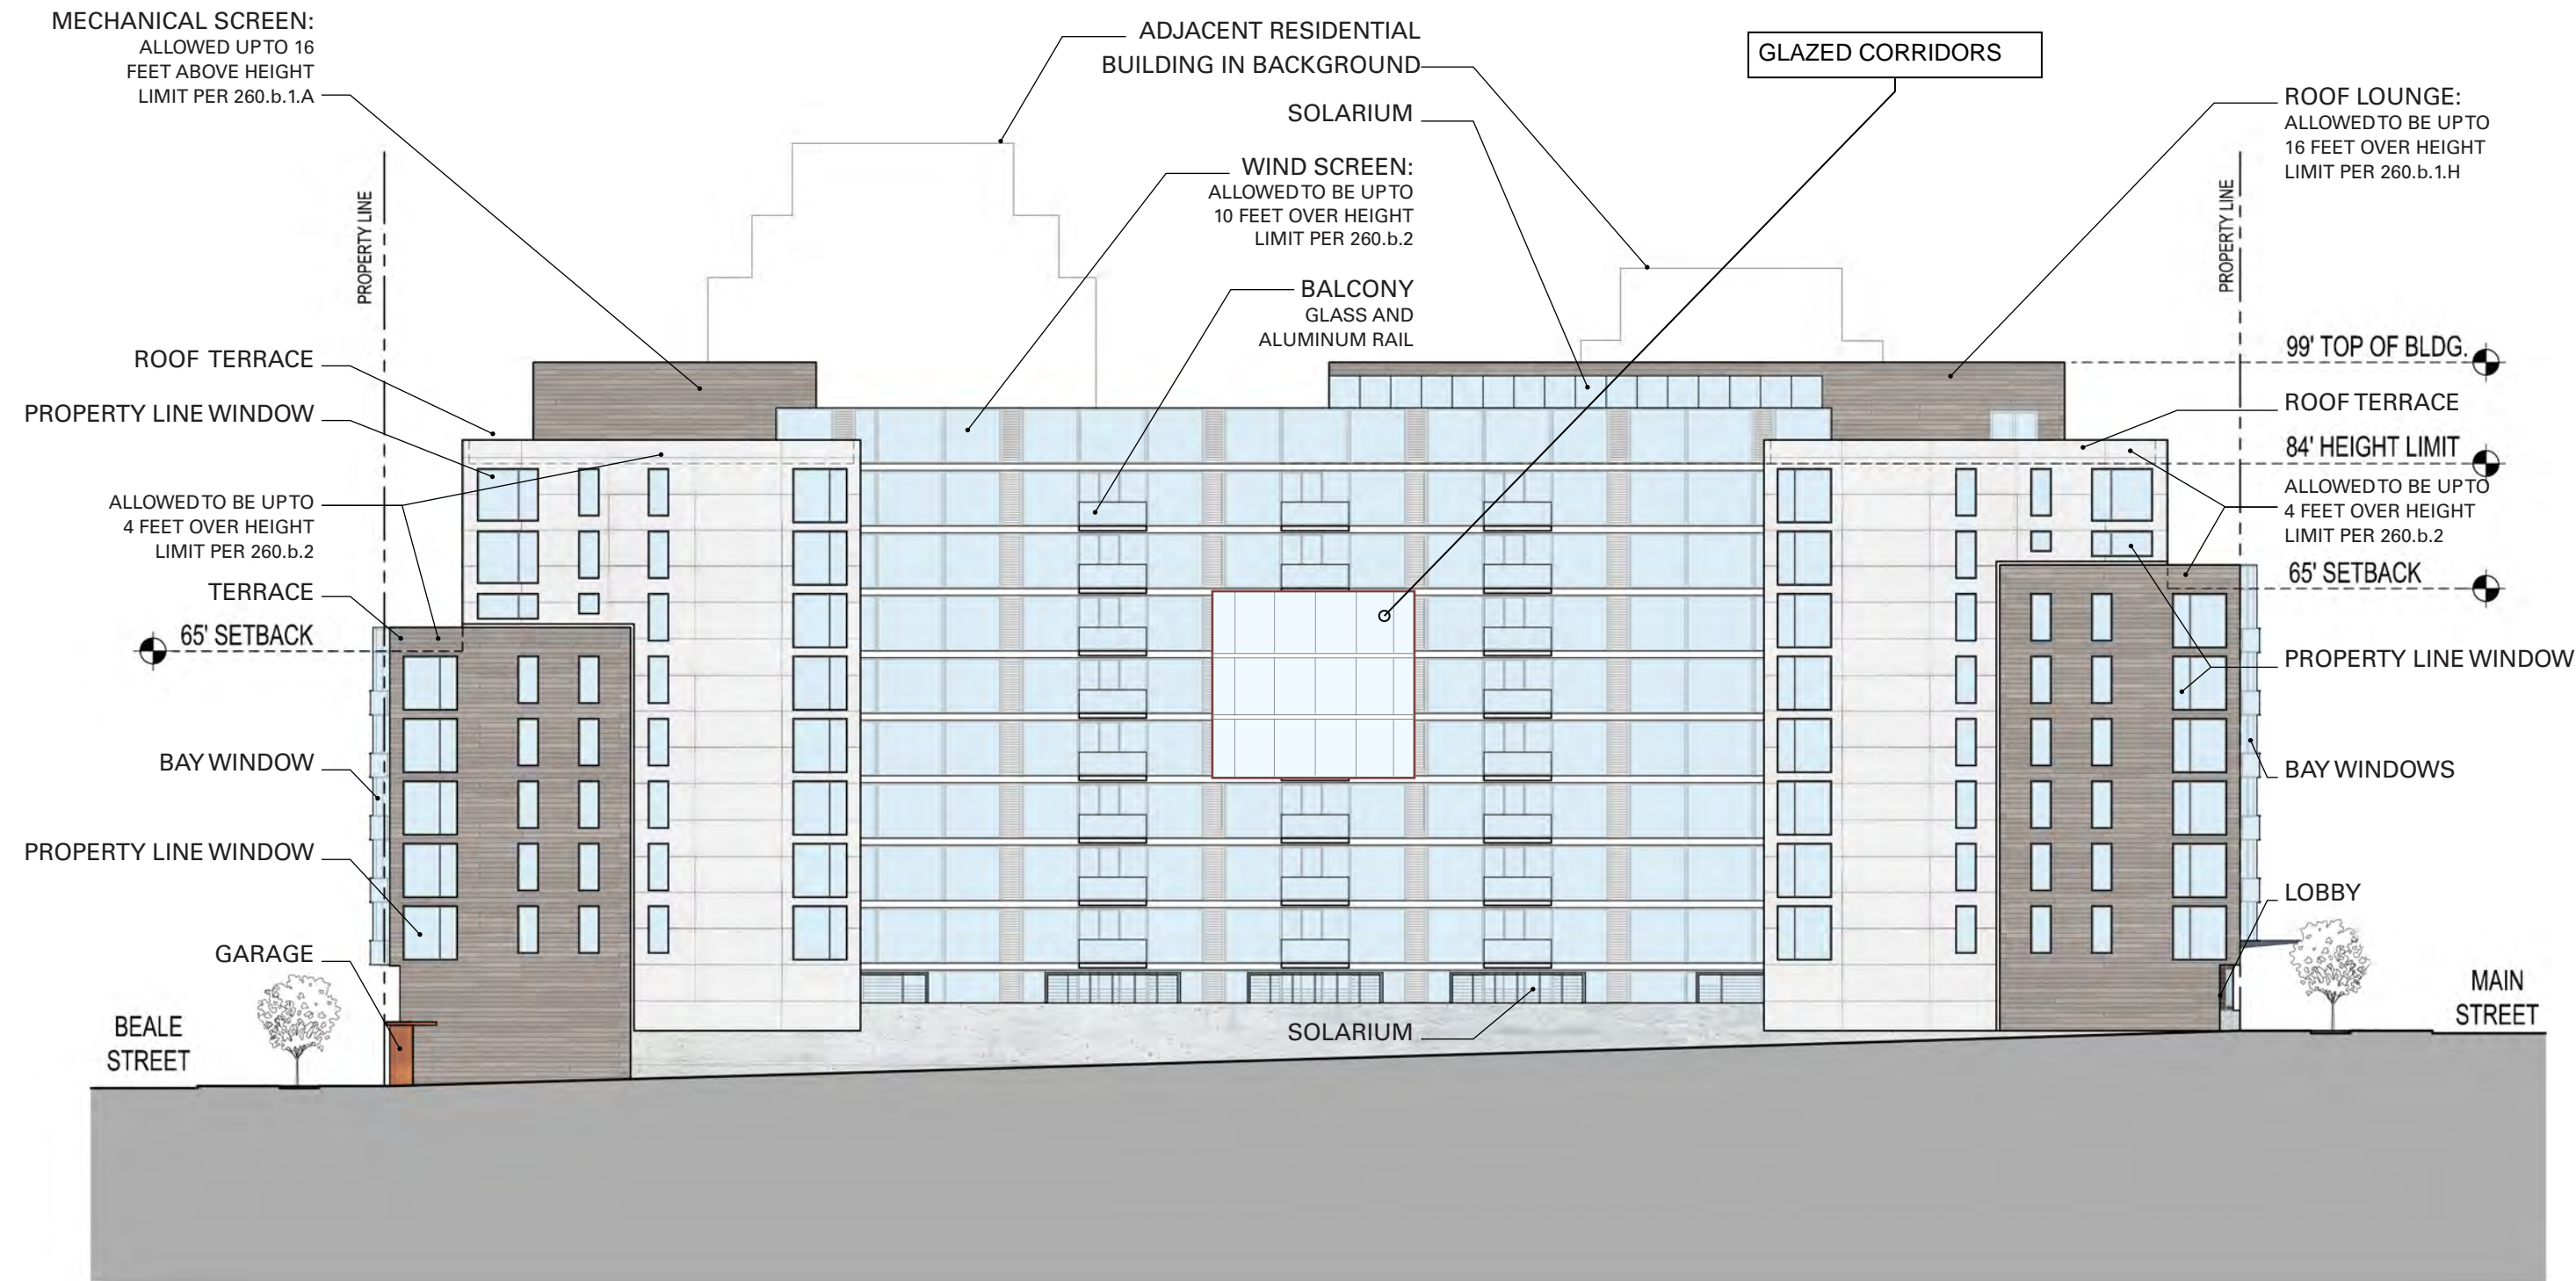 MECHANICAL SCREEN:
ALLOWED UP TO 16
FEET ABOVE HEIGHT
LIMIT PER 260.b.1.A
ADJACENT RESIDENTIAL
BUILDING IN BACKGROUND
SOLARIUM
WIND SCREEN:
ALLOWED TO BE UP TO
10 FEET OVER HEIGHT
LIMIT PER 260.b.2
BALCONY
GLASS AND
ALUMINUM RAIL
GLAZED CORRIDORS
ROOF LOUNGE:
ALLOWED TO BE UP TO
16 FEET OVER HEIGHT
LIMIT PER 260.b.1.H
PROPERTY LINE
PROPERTY LINE
ROOF TERRACE
PROPERTY LINE WINDOW
ALLOWED TO BE UP TO
4 FEET OVER HEIGHT
LIMIT PER 260.b.2
TERRACE
65' SETBACK
BAY WINDOW
PROPERTY LINE WINDOW
GARAGE
BEALE
STREET
99' TOP OF BLDG.
ROOF TERRACE
84' HEIGHT LIMIT
ALLOWED TO BE UP TO
4 FEET OVER HEIGHT
LIMIT PER 260.b.2
65' SETBACK
PROPERTY LINE WINDOW
BAY WINDOWS
LOBBY
MAIN
STREET
SOLARIUM